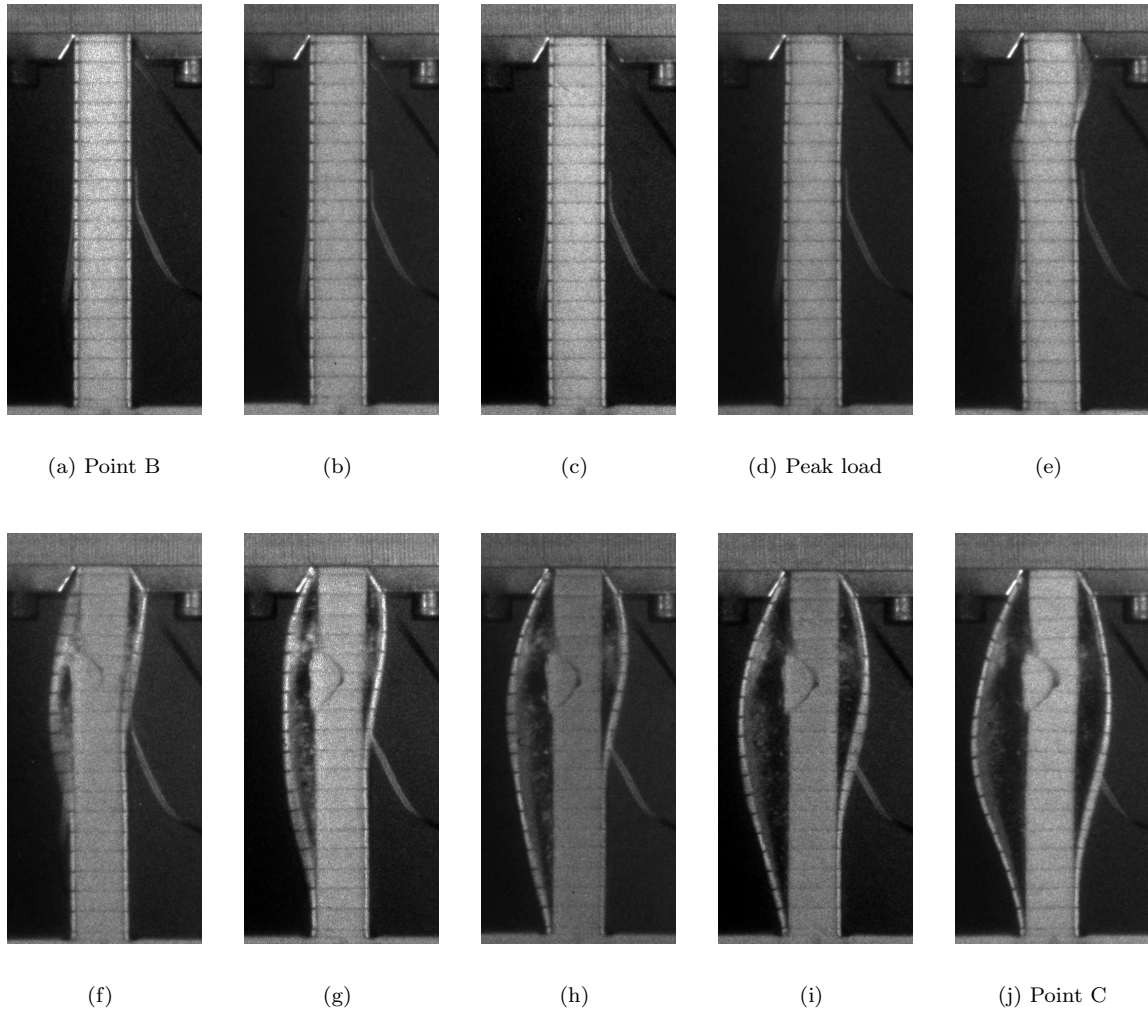 (a) Point B
(b)
(c)
(d) Peak load
(e)
(f)
(g)
(h)
(i)
(j) Point C